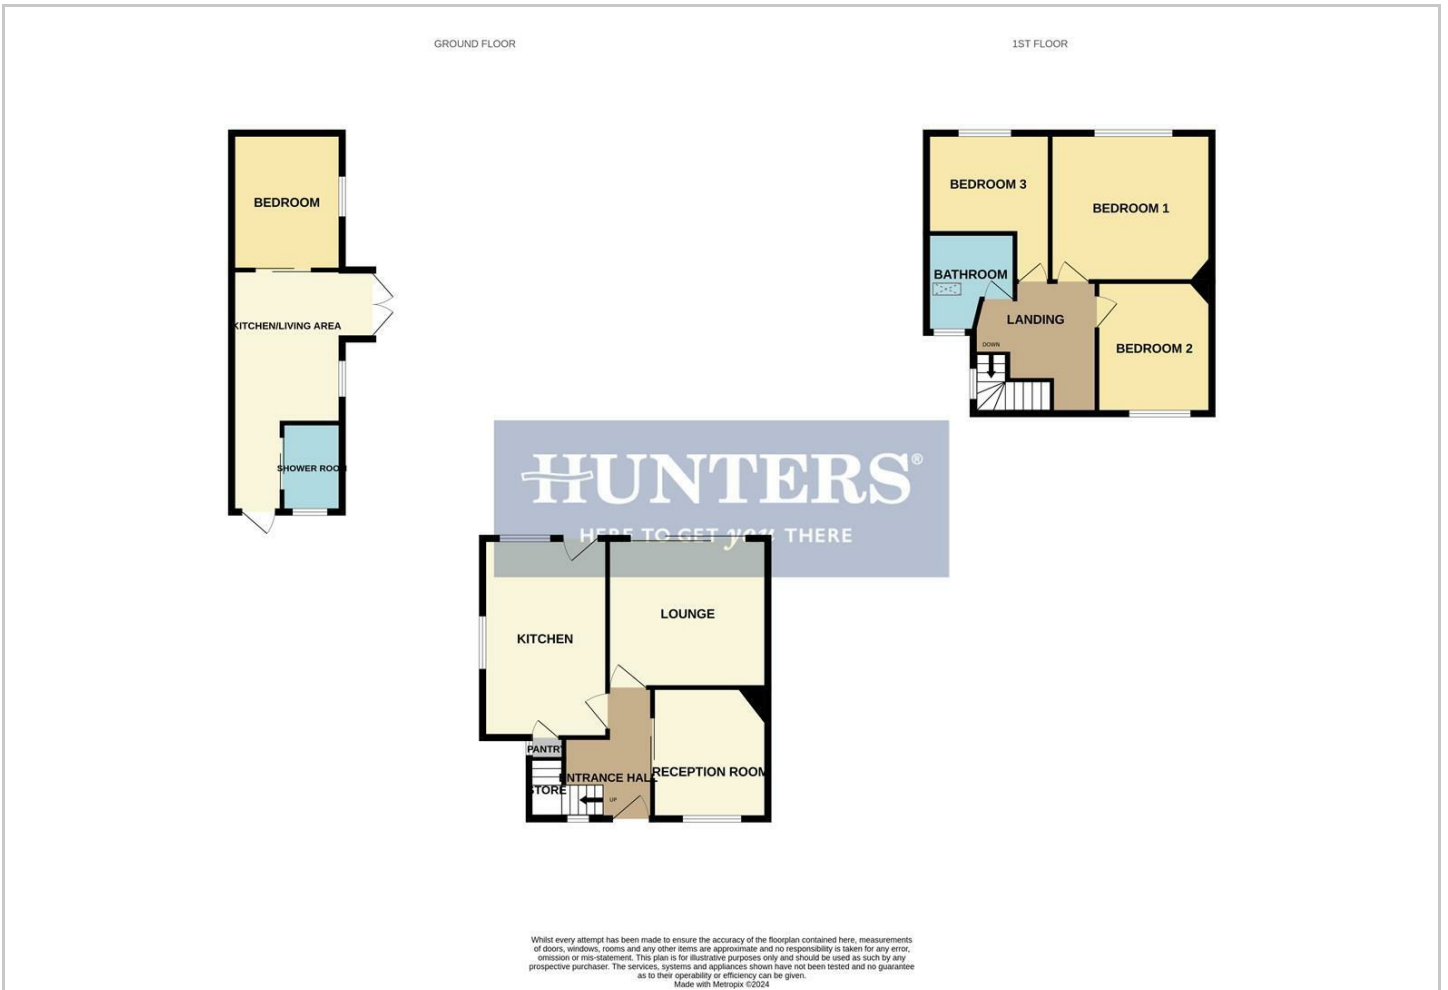 GROUND FLOOR
1ST FLOOR
BEDROOM
KITCHEN/LIVING AREA
SHOWER ROOM
BEDROOM 3
BEDROOM 1
BATHROOM
LANDING
DOWN
BEDROOM 2
HUNTERS®
HERE TO GET you THERE
LOUNGE
KITCHEN
PANTRY
ENTRANCE HALL
RECEPTION ROOM
STORE
UP
Whilst every attempt has been made to ensure the accuracy of the floorplan contained here, measurements
of doors, windows, rooms and any other items are approximate and no responsibility is taken for any error,
omission or mis-statement. This plan is for illustrative purposes only and should be used as such by any
prospective purchaser. The services, systems and appliances shown have not been tested and no guarantee
as to their operability or efficiency can be given.
Made with Metropix ©2024